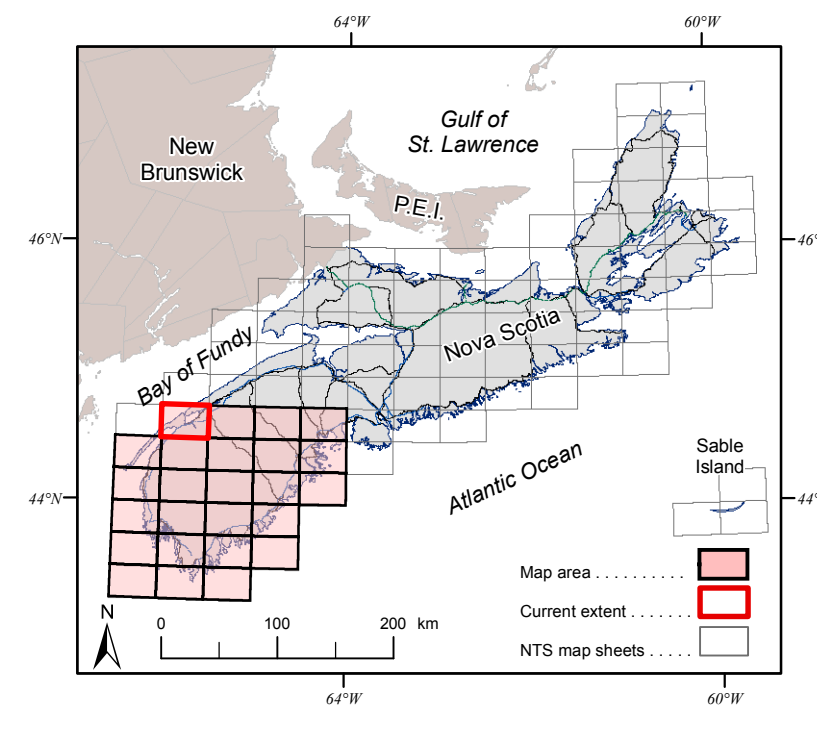 64°W 60°W
Gulf of
St. Lawrence
New
Brunswick
P.E.I.
46°N 46°
Nova Scotia
Bay of Fundy
Sable
Island
Atlantic Ocean
44°N 44°
Map area . . . . . . . . . .
Current extent . . . . . . .
N
0 100 200 km
NTS map sheets . . . . .
64°W 60°W